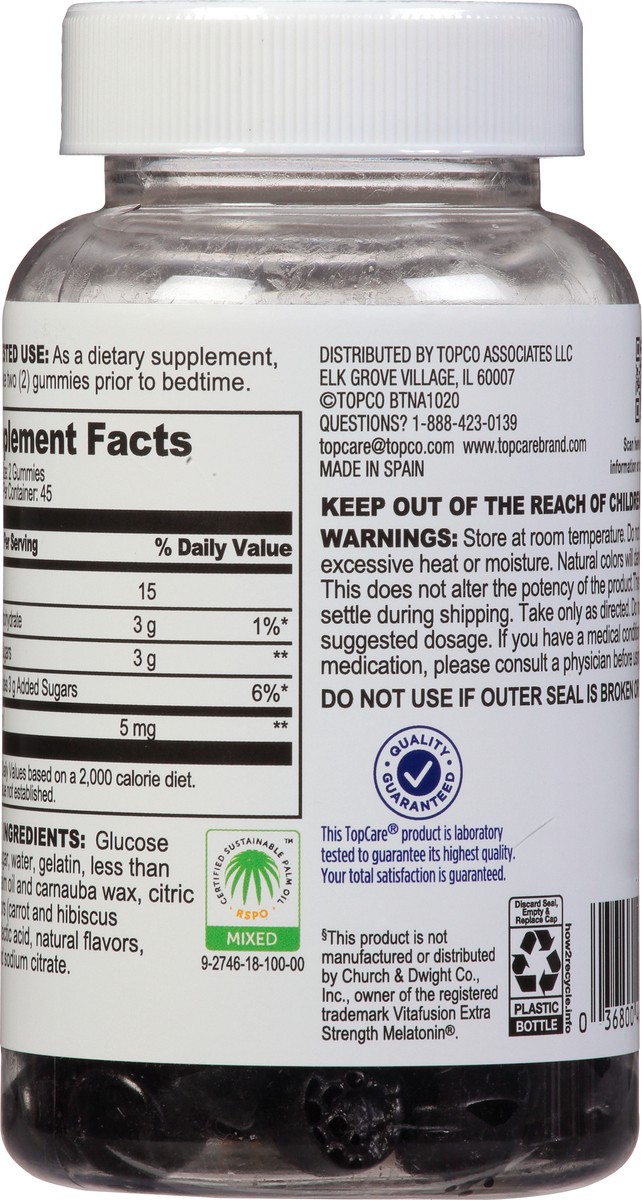 STED USE: As a dietary supplement,
two (2) gummies prior to bedtime.
plement Facts
2 Gummies
Container: 45
Per Serving % Daily Value
15
3 g 1%*
3 g **
3 g Added Sugars 6%*
5 mg **
Values based on a 2,000 calorie diet.
not established.
INGREDIENTS: Glucose
water, gelatin, less than
oil and carnauba wax, citric
carrot and hibiscus
acid, natural flavors,
sodium citrate.
CERTIFIED SUSTAINABLE PALM OIL ™
RSPO
MIXED
9-2746-18-100-00
DISTRIBUTED BY TOPCO ASSOCIATES LLC
ELK GROVE VILLAGE, IL 60007
©TOPCO BTNA1020
QUESTIONS? 1-888-423-0139
topcare@topco.com www.topcarebrand.com
MADE IN SPAIN
Scan
information
KEEP OUT OF THE REACH OF CHILDRE
WARNINGS: Store at room temperature. Do
excessive heat or moisture. Natural colors will
This does not alter the potency of the product.
settle during shipping. Take only as directed. Do
suggested dosage. If you have a medical
medication, please consult a physician before
DO NOT USE IF OUTER SEAL IS BROKEN
QUALITY
GUARANTEED
This TopCare® product is laboratory
tested to guarantee its highest quality.
Your total satisfaction is guaranteed.
§This product is not
manufactured or distributed
by Church & Dwight Co.,
Inc., owner of the registered
trademark Vitafusion Extra
Strength Melatonin®.
Discard Seal,
Empty &
Replace Cap
PLASTIC
BOTTLE
how2recycle.info
0 36800